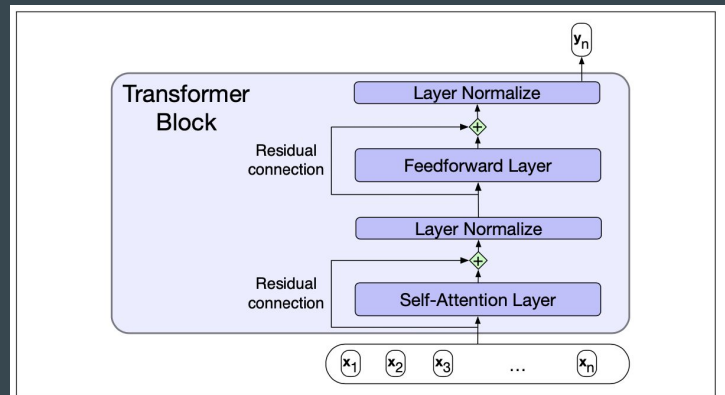 yn
Transformer
Block
Layer Normalize
+
Residual
connection
Feedforward Layer
Layer Normalize
+
Residual
connection
Self-Attention Layer
x1 x2 x3 ... xn